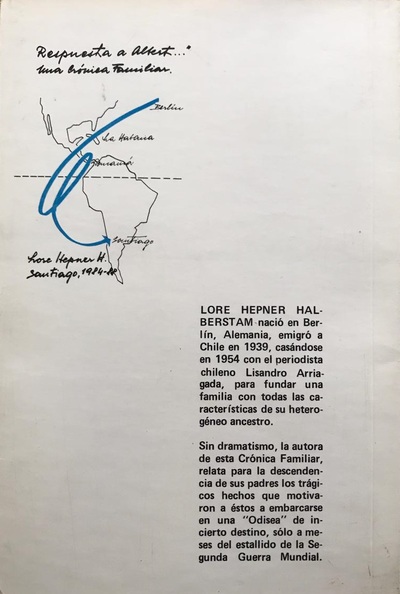 Respuesta a Albert..."
una Crónica Familiar.
Berlín
La Habana
Panamá
Santiago
Lore Hepner H.
Santiago, 1984-
LORE HEPNER HAL-
BERSTAM nació en Ber-
lín, Alemania, emigró a
Chile en 1939, casándose
en 1954 con el periodista
chileno Lisandro Arria-
gada, para fundar una
familia con todas las ca-
racterísticas de su hetero-
géneo ancestro.
Sin dramatismo, la autora
de esta Crónica Familiar,
relata para la descenden-
cia de sus padres los trági-
cos hechos que motiva-
ron a éstos a embarcarse
en una "Odisea" de in-
cierto destino, sólo a me-
ses del estallido de la Se-
gunda Guerra Mundial.